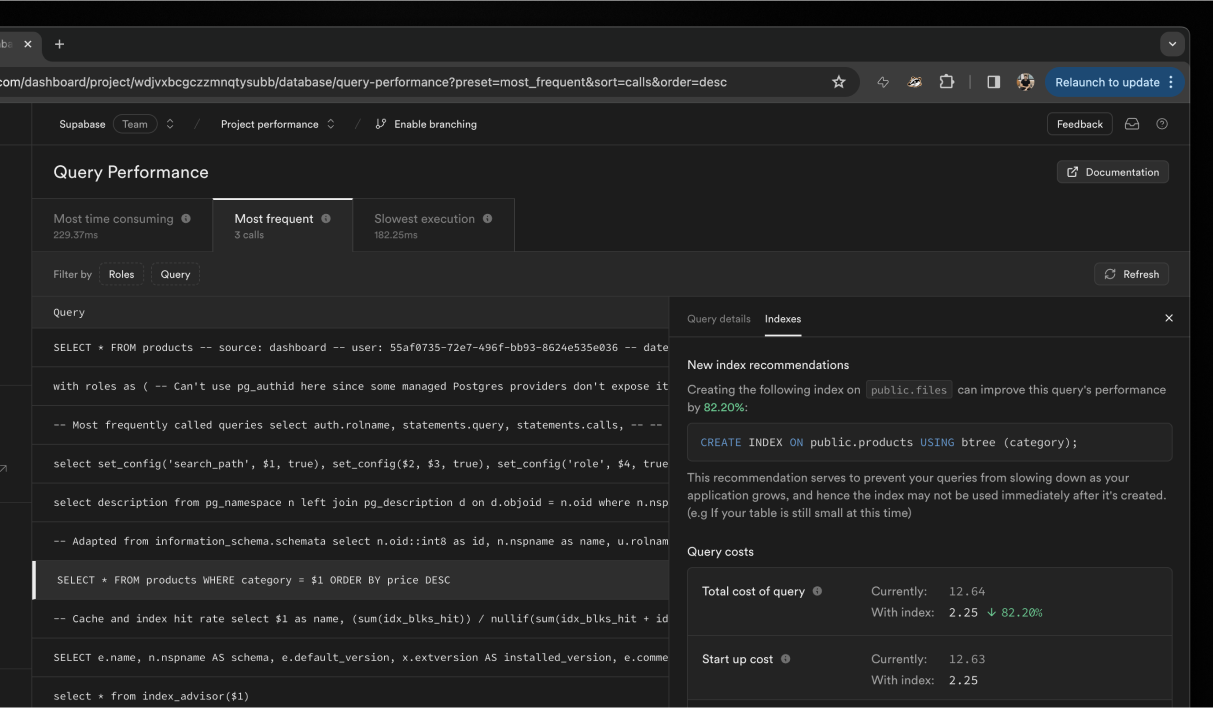 com/dashboard/project/wdjvxbcgczzmnqtysubb/database/query-performance?preset=most_frequent&sort=calls&order=desc
Relaunch to update
Supabase Team / Project performance / Enable branching
Feedback
Query Performance
Documentation
Most time consuming
229.37ms
Most frequent
3 calls
Slowest execution
182.25ms
Filter by Roles Query
Refresh
Query
SELECT * FROM products -- source: dashboard -- user: 55af0735-72e7-496f-bb93-8624e535e036 -- date
with roles as ( -- Can't use pg_authid here since some managed Postgres providers don't expose it
-- Most frequently called queries select auth.rolname, statements.query, statements.calls, -- --
select set_config('search_path', $1, true), set_config($2, $3, true), set_config('role', $4, true
select description from pg_namespace n left join pg_description d on d.objoid = n.oid where n.nsp
-- Adapted from information_schema.schemata select n.oid::int8 as id, n.nspname as name, u.rolnam
SELECT * FROM products WHERE category = $1 ORDER BY price DESC
-- Cache and index hit rate select $1 as name, (sum(idx_blks_hit)) / nullif(sum(idx_blks_hit + id
SELECT e.name, n.nspname AS schema, e.default_version, x.extversion AS installed_version, e.comme
select * from index_advisor($1)
Query details Indexes
New index recommendations
Creating the following index on public.files can improve this query's performance
by 82.20%:
CREATE INDEX ON public.products USING btree (category);
This recommendation serves to prevent your queries from slowing down as your
application grows, and hence the index may not be used immediately after it's created.
(e.g If your table is still small at this time)
Query costs
Total cost of query
Currently: 12.64
With index: 2.25 ↓ 82.20%
Start up cost
Currently: 12.63
With index: 2.25